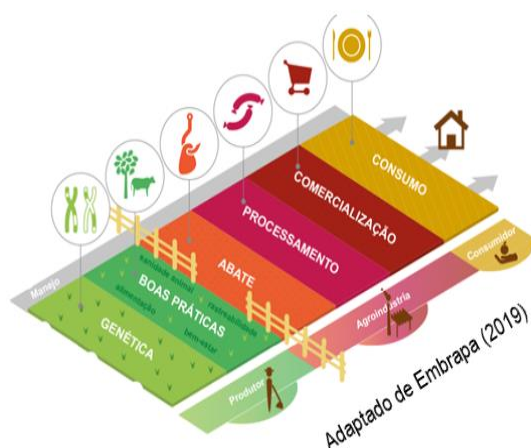 CONSUMO
COMERCIALIZAÇÃO
PROCESSAMENTO
ABATE
sanidade animal
rastreabilidade
BOAS PRÁTICAS
alimentação
bem-estar
GENÉTICA
Manejo
Consumidor
Agroindústria
Produtor
Adaptado de Embrapa (2019)